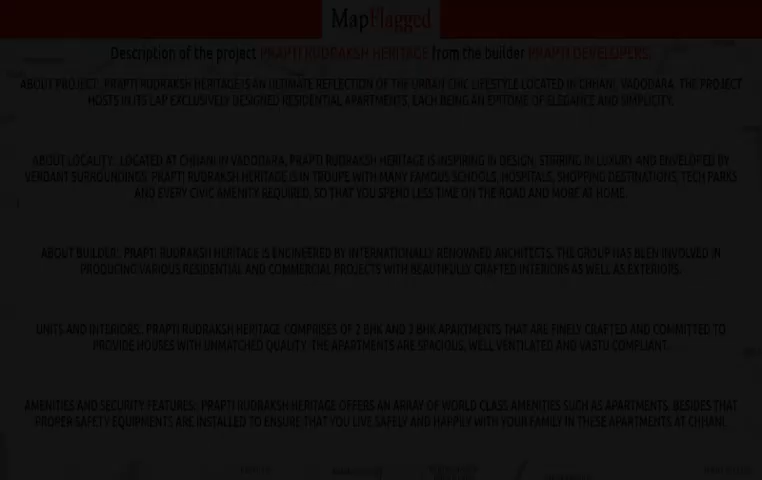 MapFlagged
Description of the project PRAPTI RUDRAKSH HERITAGE from the builder PRAPTI DEVELOPERS.
ABOUT PROJECT:. PRAPTI RUDRAKSH HERITAGE IS AN ULTIMATE REFLECTION OF THE URBAN CHIC LIFESTYLE LOCATED IN CHHANI, VADODARA. THE PROJECT
HOSTS IN ITS LAP EXCLUSIVELY DESIGNED RESIDENTIAL APARTMENTS, EACH BEING AN EPITOME OF ELEGANCE AND SIMPLICITY.
ABOUT LOCALITY:. LOCATED AT CHHANI IN VADODARA, PRAPTI RUDRAKSH HERITAGE IS INSPIRING IN DESIGN, STIRRING IN LUXURY AND ENVELOPED BY
VERDANT SURROUNDINGS. PRAPTI RUDRAKSH HERITAGE IS IN TROUPE WITH MANY FAMOUS SCHOOLS, HOSPITALS, SHOPPING DESTINATIONS, TECH PARKS
AND EVERY CIVIC AMENITY REQUIRED, SO THAT YOU SPEND LESS TIME ON THE ROAD AND MORE AT HOME.
ABOUT BUILDER:. PRAPTI RUDRAKSH HERITAGE IS ENGINEERED BY INTERNATIONALLY RENOWNED ARCHITECTS. THE GROUP HAS BEEN INVOLVED IN
PRODUCING VARIOUS RESIDENTIAL AND COMMERCIAL PROJECTS WITH BEAUTIFULLY CRAFTED INTERIORS AS WELL AS EXTERIORS.
UNITS AND INTERIORS:. PRAPTI RUDRAKSH HERITAGE COMPRISES OF 2 BHK AND 3 BHK APARTMENTS THAT ARE FINELY CRAFTED AND COMMITTED TO
PROVIDE HOUSES WITH UNMATCHED QUALITY. THE APARTMENTS ARE SPACIOUS, WELL VENTILATED AND VASTU COMPLIANT.
AMENITIES AND SECURITY FEATURES:. PRAPTI RUDRAKSH HERITAGE OFFERS AN ARRAY OF WORLD CLASS AMENITIES SUCH AS APARTMENTS. BESIDES THAT
PROPER SAFETY EQUIPMENTS ARE INSTALLED TO ENSURE THAT YOU LIVE SAFELY AND HAPPILY WITH YOUR FAMILY IN THESE APARTMENTS AT CHHANI.